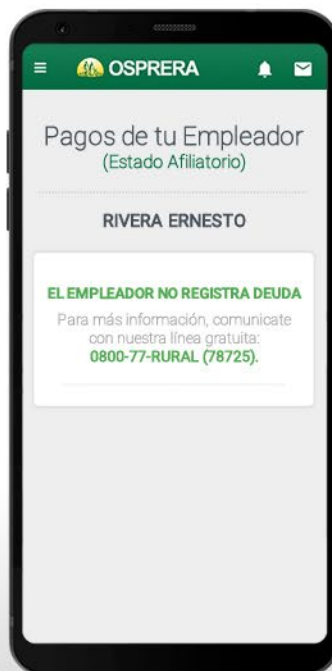 OSPRERA
Pagos de tu Empleador
(Estado Afiliatorio)
RIVERA ERNESTO
EL EMPLEADOR NO REGISTRA DEUDA
Para más información, comunicate
con nuestra línea gratuita:
0800-77-RURAL (78725).